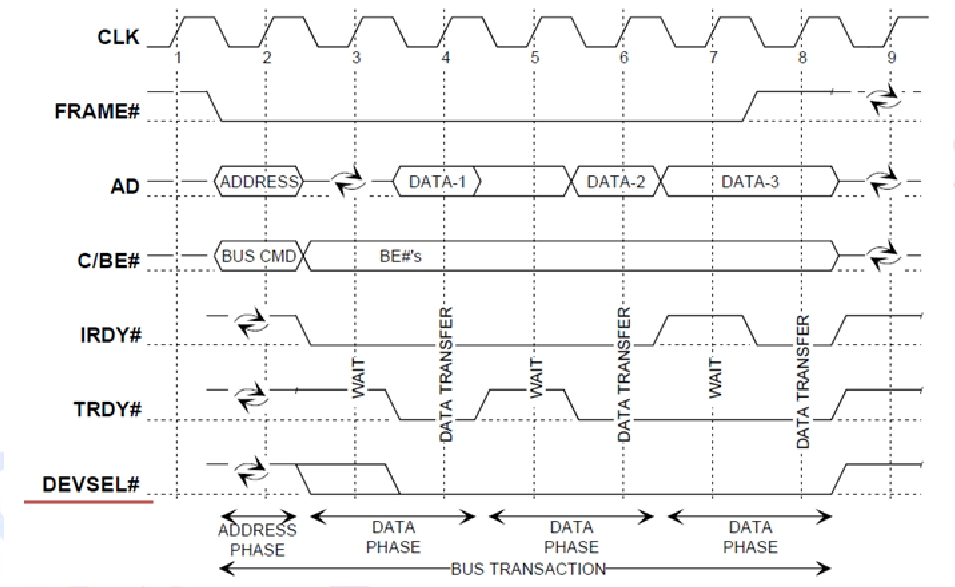 CLK
1 2 3 4 5 6 7 8 9
FRAME#
AD
ADDRESS DATA-1 DATA-2 DATA-3
C/BE#
BUS CMD BE#'s
IRDY#
WAIT DATA TRANSFER WAIT DATA TRANSFER WAIT DATA TRANSFER
TRDY#
DEVSEL#
ADDRESS DATA DATA DATA
PHASE PHASE PHASE PHASE
BUS TRANSACTION